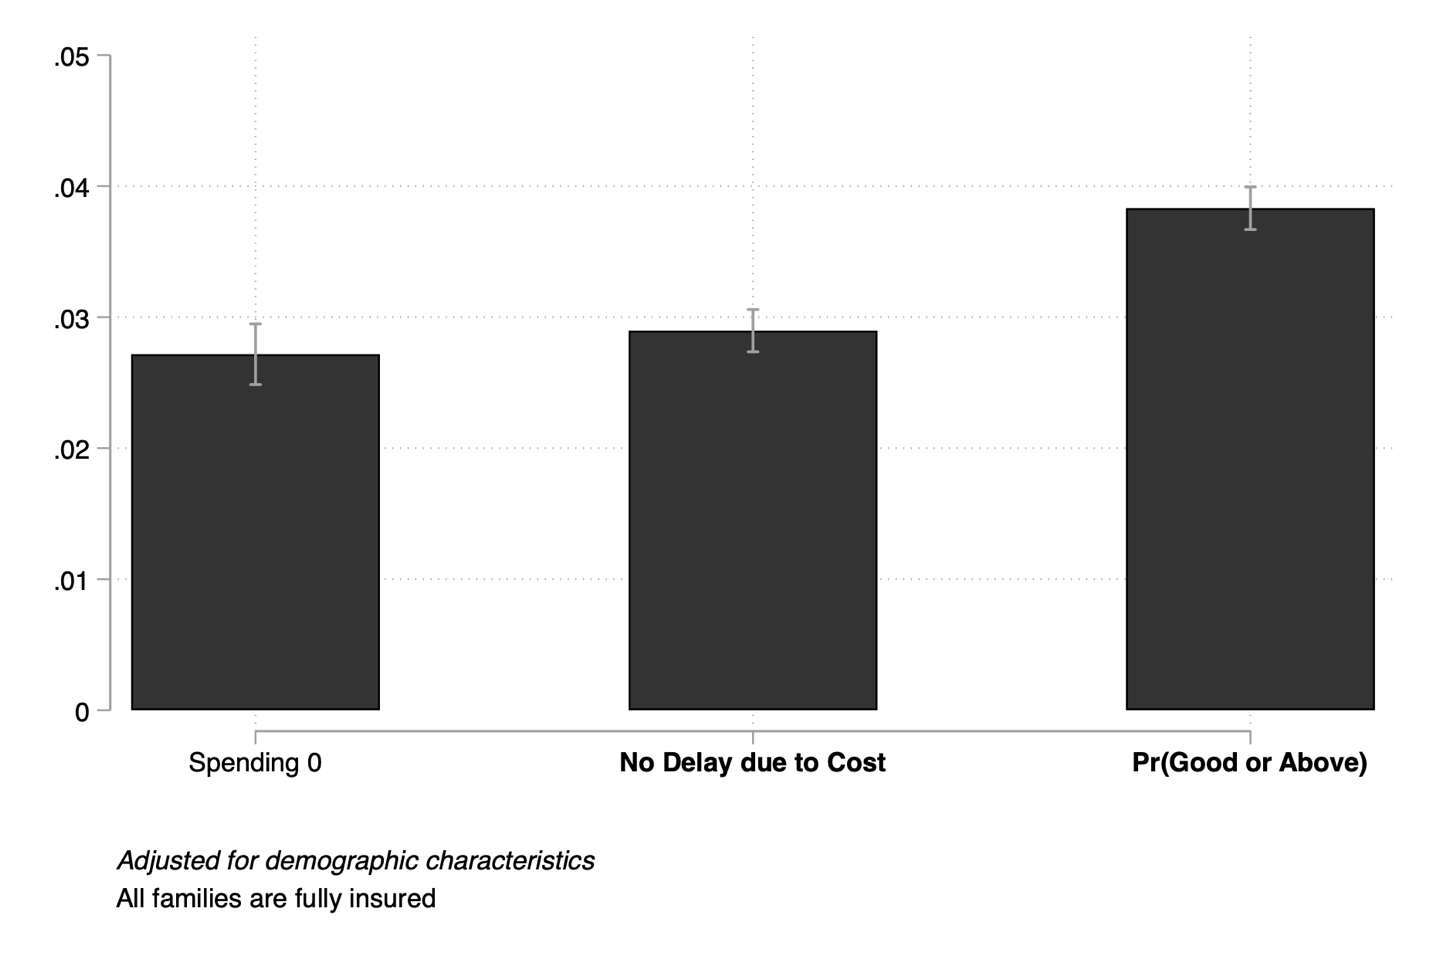 .05
.04
.03
.02
.01
0
Spending 0 No Delay due to Cost Pr(Good or Above)
Adjusted for demographic characteristics
All families are fully insured